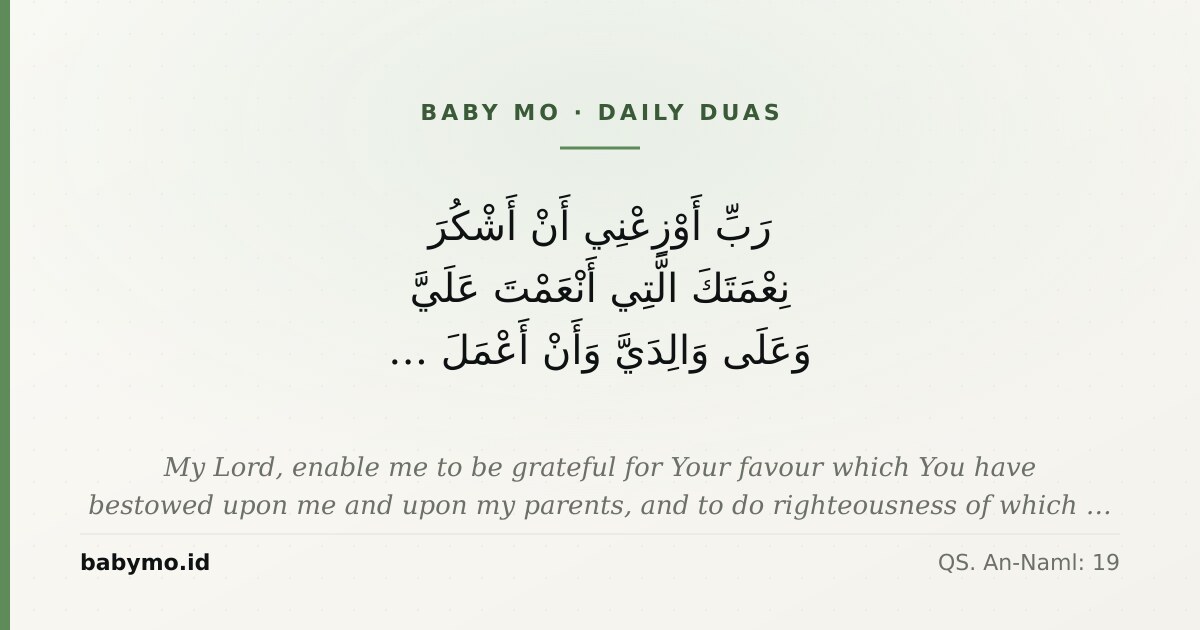 BABY MO · DAILY DUAS
رَبِّ أَوْزِعْنِي أَنْ أَشْكُرَ
نِعْمَتَكَ الَّتِي أَنْعَمْتَ عَلَيَّ
وَعَلَى وَالِدَيَّ وَأَنْ أَعْمَلَ ...
My Lord, enable me to be grateful for Your favour which You have
bestowed upon me and upon my parents, and to do righteousness of which ...
babymo.id
QS. An-Naml: 19